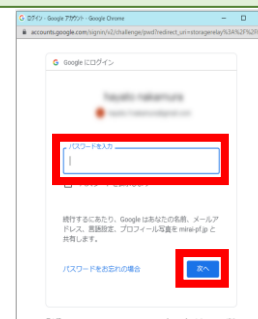 G ログイン - Google アカウント - Google Chrome
accounts.google.com/signin/v2/challenge/pwd?redirect_uri=storagerelay%3A%2F%2F
Google にログイン
パスワードを入力
続行するにあたり、Google はあなたの名前、メールア
ドレス、言語設定、プロフィール写真を mirai-pf.jp と
共有します。
パスワードをお忘れの場合
次へ